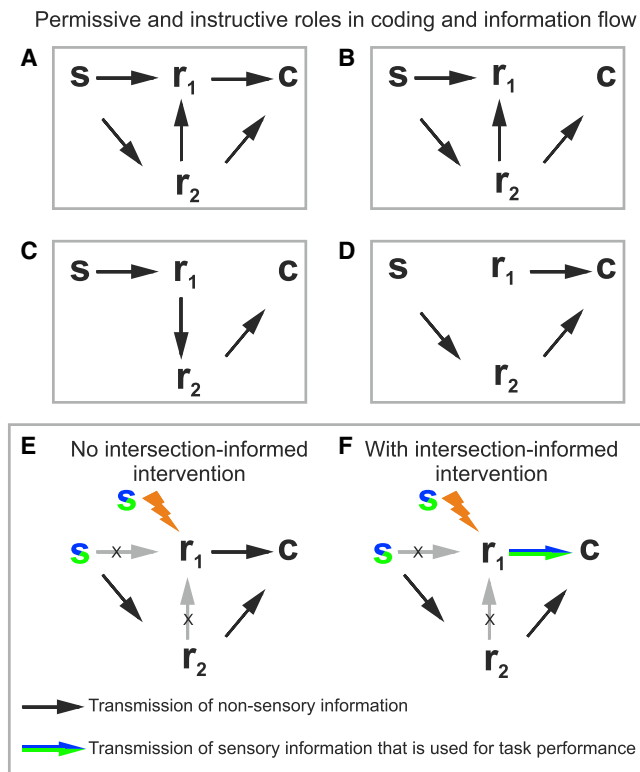 Permissive and instructive roles in coding and information flow
A
s r1 c
r2
B
s r1 c
r2
C
s r1 c
r2
D
s r1 c
r2
E
No intersection-informed
intervention
s
s x r1 c
x
r2
F
With intersection-informed
intervention
s
s x r1 c
x
r2
Transmission of non-sensory information
Transmission of sensory information that is used for task performance